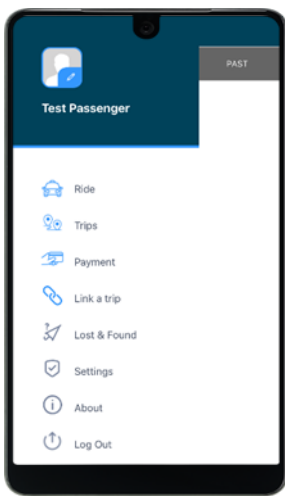 PAST
Test Passenger
Ride
Trips
Payment
Link a trip
Lost & Found
Settings
About
Log Out